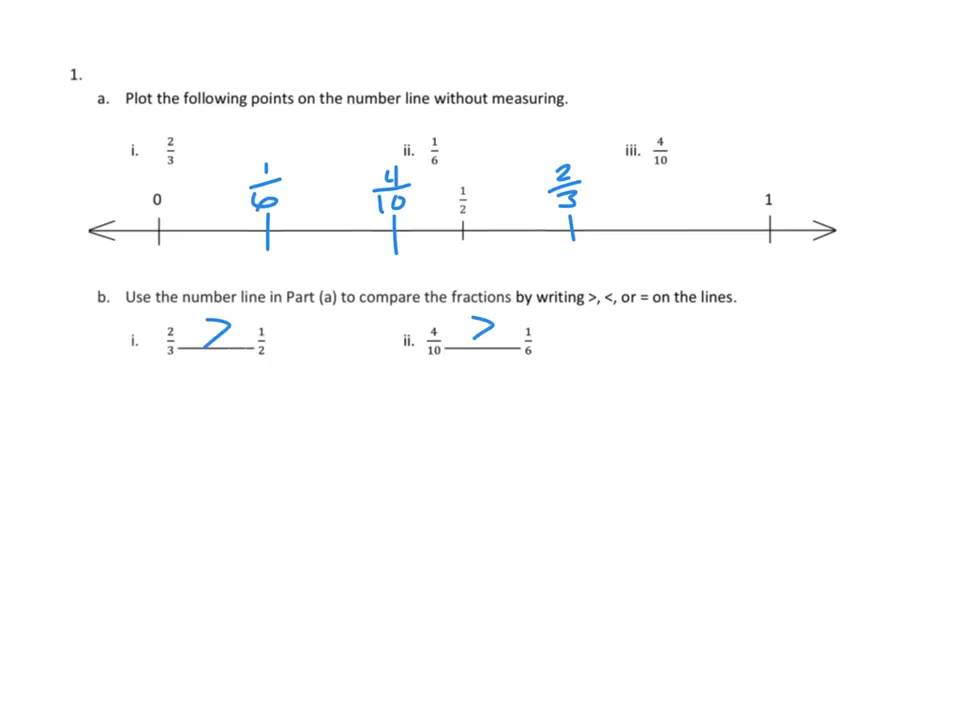 1.
a. Plot the following points on the number line without measuring.
i. 2/3 ii. 1/6 iii. 4/10
0 1/6 4/10 1/2 2/3 1
b. Use the number line in Part (a) to compare the fractions by writing >, <, or = on the lines.
i. 2/3 > 1/2 ii. 4/10 > 1/6